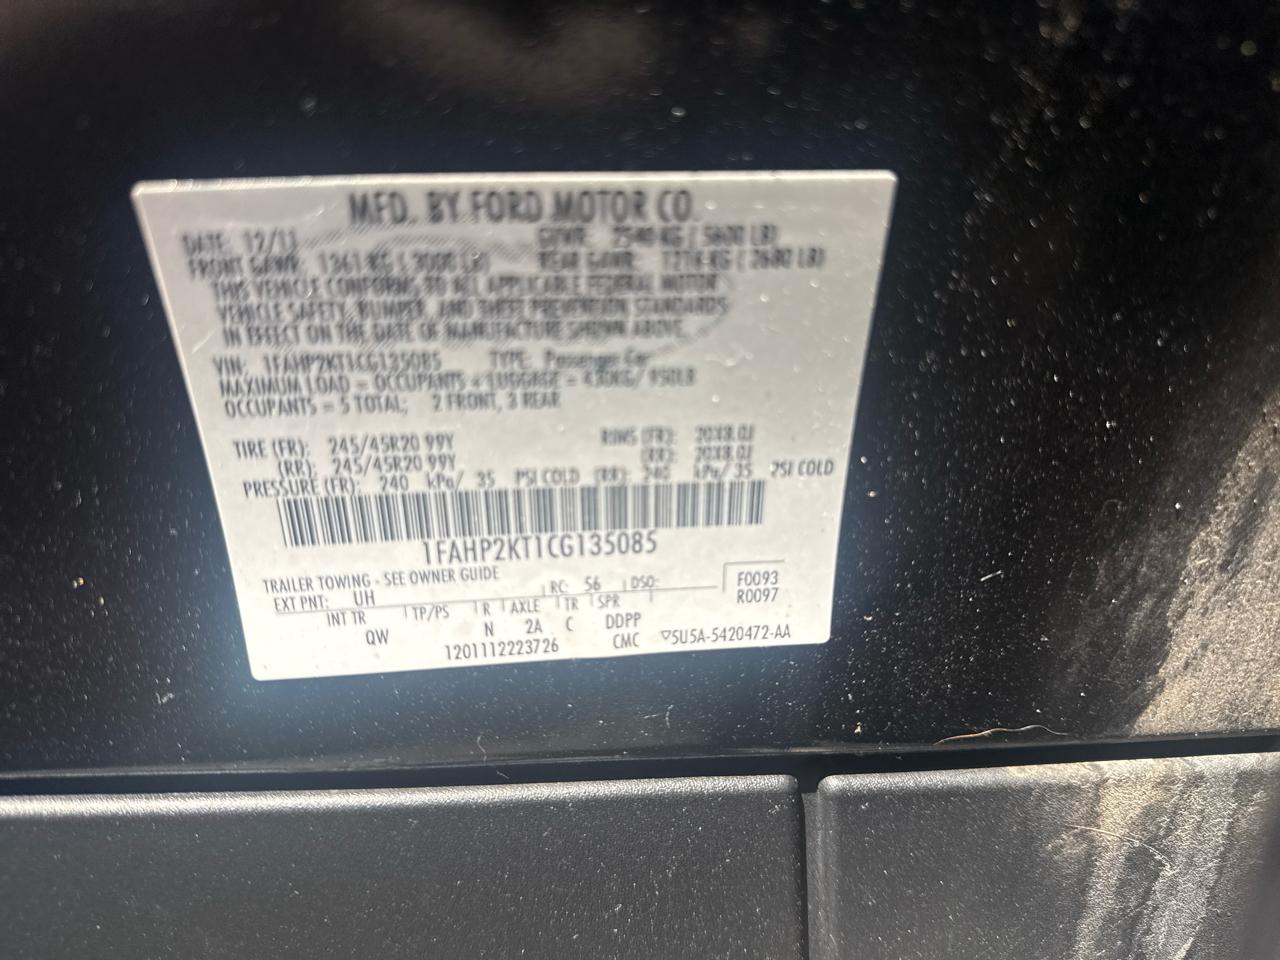 MFD. BY FORD MOTOR CO.
DATE: 12/11 GVWR: 2540 KG ( 5600 LB)
FRONT GAWR: 1361 KG ( 3000 LB) REAR GAWR: 1216 KG ( 2680 LB)
THIS VEHICLE CONFORMS TO ALL APPLICABLE FEDERAL MOTOR
VEHICLE SAFETY, BUMPER, AND THEFT PREVENTION STANDARDS
IN EFFECT ON THE DATE OF MANUFACTURE SHOWN ABOVE.
VIN: 1FAHP2KT1CG135085 TYPE: Passenger Car
MAXIMUM LOAD = OCCUPANTS + LUGGAGE = 430KG/ 950LB
OCCUPANTS = 5 TOTAL; 2 FRONT, 3 REAR
TIRE (FR): 245/45R20 99Y RIMS (FR): 20X8.0J
(RR): 245/45R20 99Y (RR): 20X8.0J
PRESSURE (FR): 240 kPa/ 35 PSI COLD (RR): 240 kPa/ 35 PSI COLD
1FAHP2KT1CG135085
TRAILER TOWING - SEE OWNER GUIDE
EXT PNT: UH RC: 56 DSO: F0093
INT TR TP/PS R AXLE TR SPR R0097
QW N 2A C DDPP
1201112223726 CMC ▽5U5A-5420472-AA